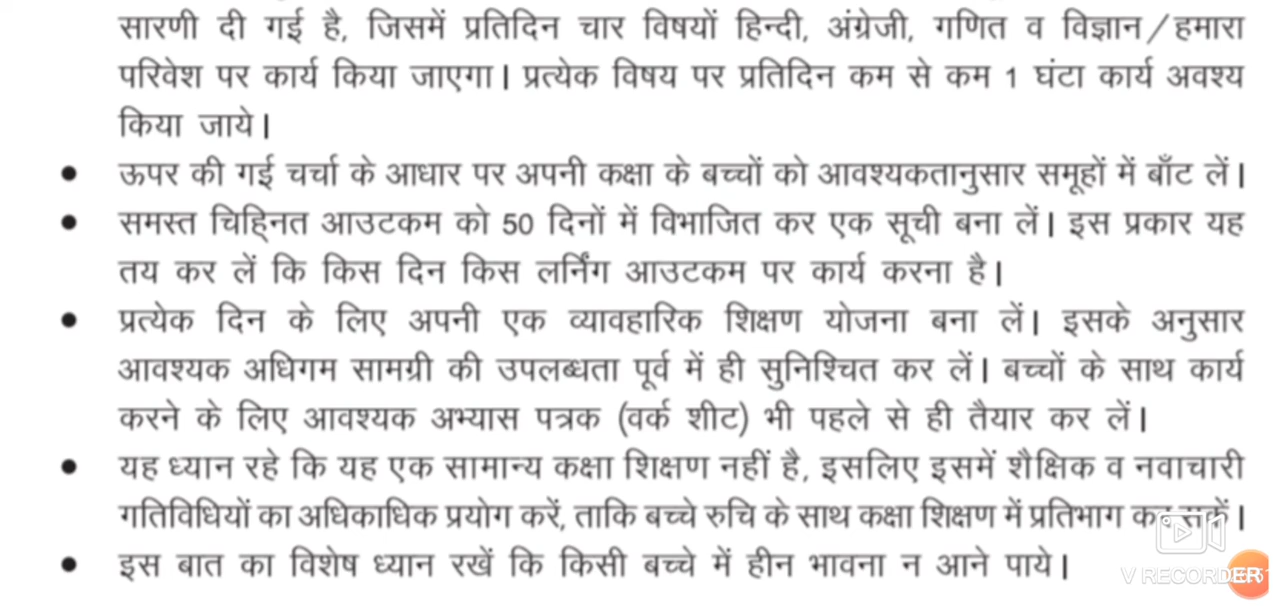 सारणी दी गई है, जिसमें प्रतिदिन चार विषयों हिन्दी, अंग्रेजी, गणित व विज्ञान/हमारा
परिवेश पर कार्य किया जाएगा। प्रत्येक विषय पर प्रतिदिन कम से कम 1 घंटा कार्य अवश्य
किया जाये।
• ऊपर की गई चर्चा के आधार पर अपनी कक्षा के बच्चों को आवश्यकतानुसार समूहों में बाँट लें।
• समस्त चिह्नित आउटकम को 50 दिनों में विभाजित कर एक सूची बना लें। इस प्रकार यह
तय कर लें कि किस दिन किस लर्निंग आउटकम पर कार्य करना है।
• प्रत्येक दिन के लिए अपनी एक व्यावहारिक शिक्षण योजना बना लें। इसके अनुसार
आवश्यक अधिगम सामग्री की उपलब्धता पूर्व में ही सुनिश्चित कर लें। बच्चों के साथ कार्य
करने के लिए आवश्यक अभ्यास पत्रक (वर्क शीट) भी पहले से ही तैयार कर लें।
• यह ध्यान रहे कि यह एक सामान्य कक्षा शिक्षण नहीं है, इसलिए इसमें शैक्षिक व नवाचारी
गतिविधियों का अधिकाधिक प्रयोग करें, ताकि बच्चे रुचि के साथ कक्षा शिक्षण में प्रतिभाग
• इस बात का विशेष ध्यान रखें कि किसी बच्चे में हीन भावना न आने पाये।
V RECORDER